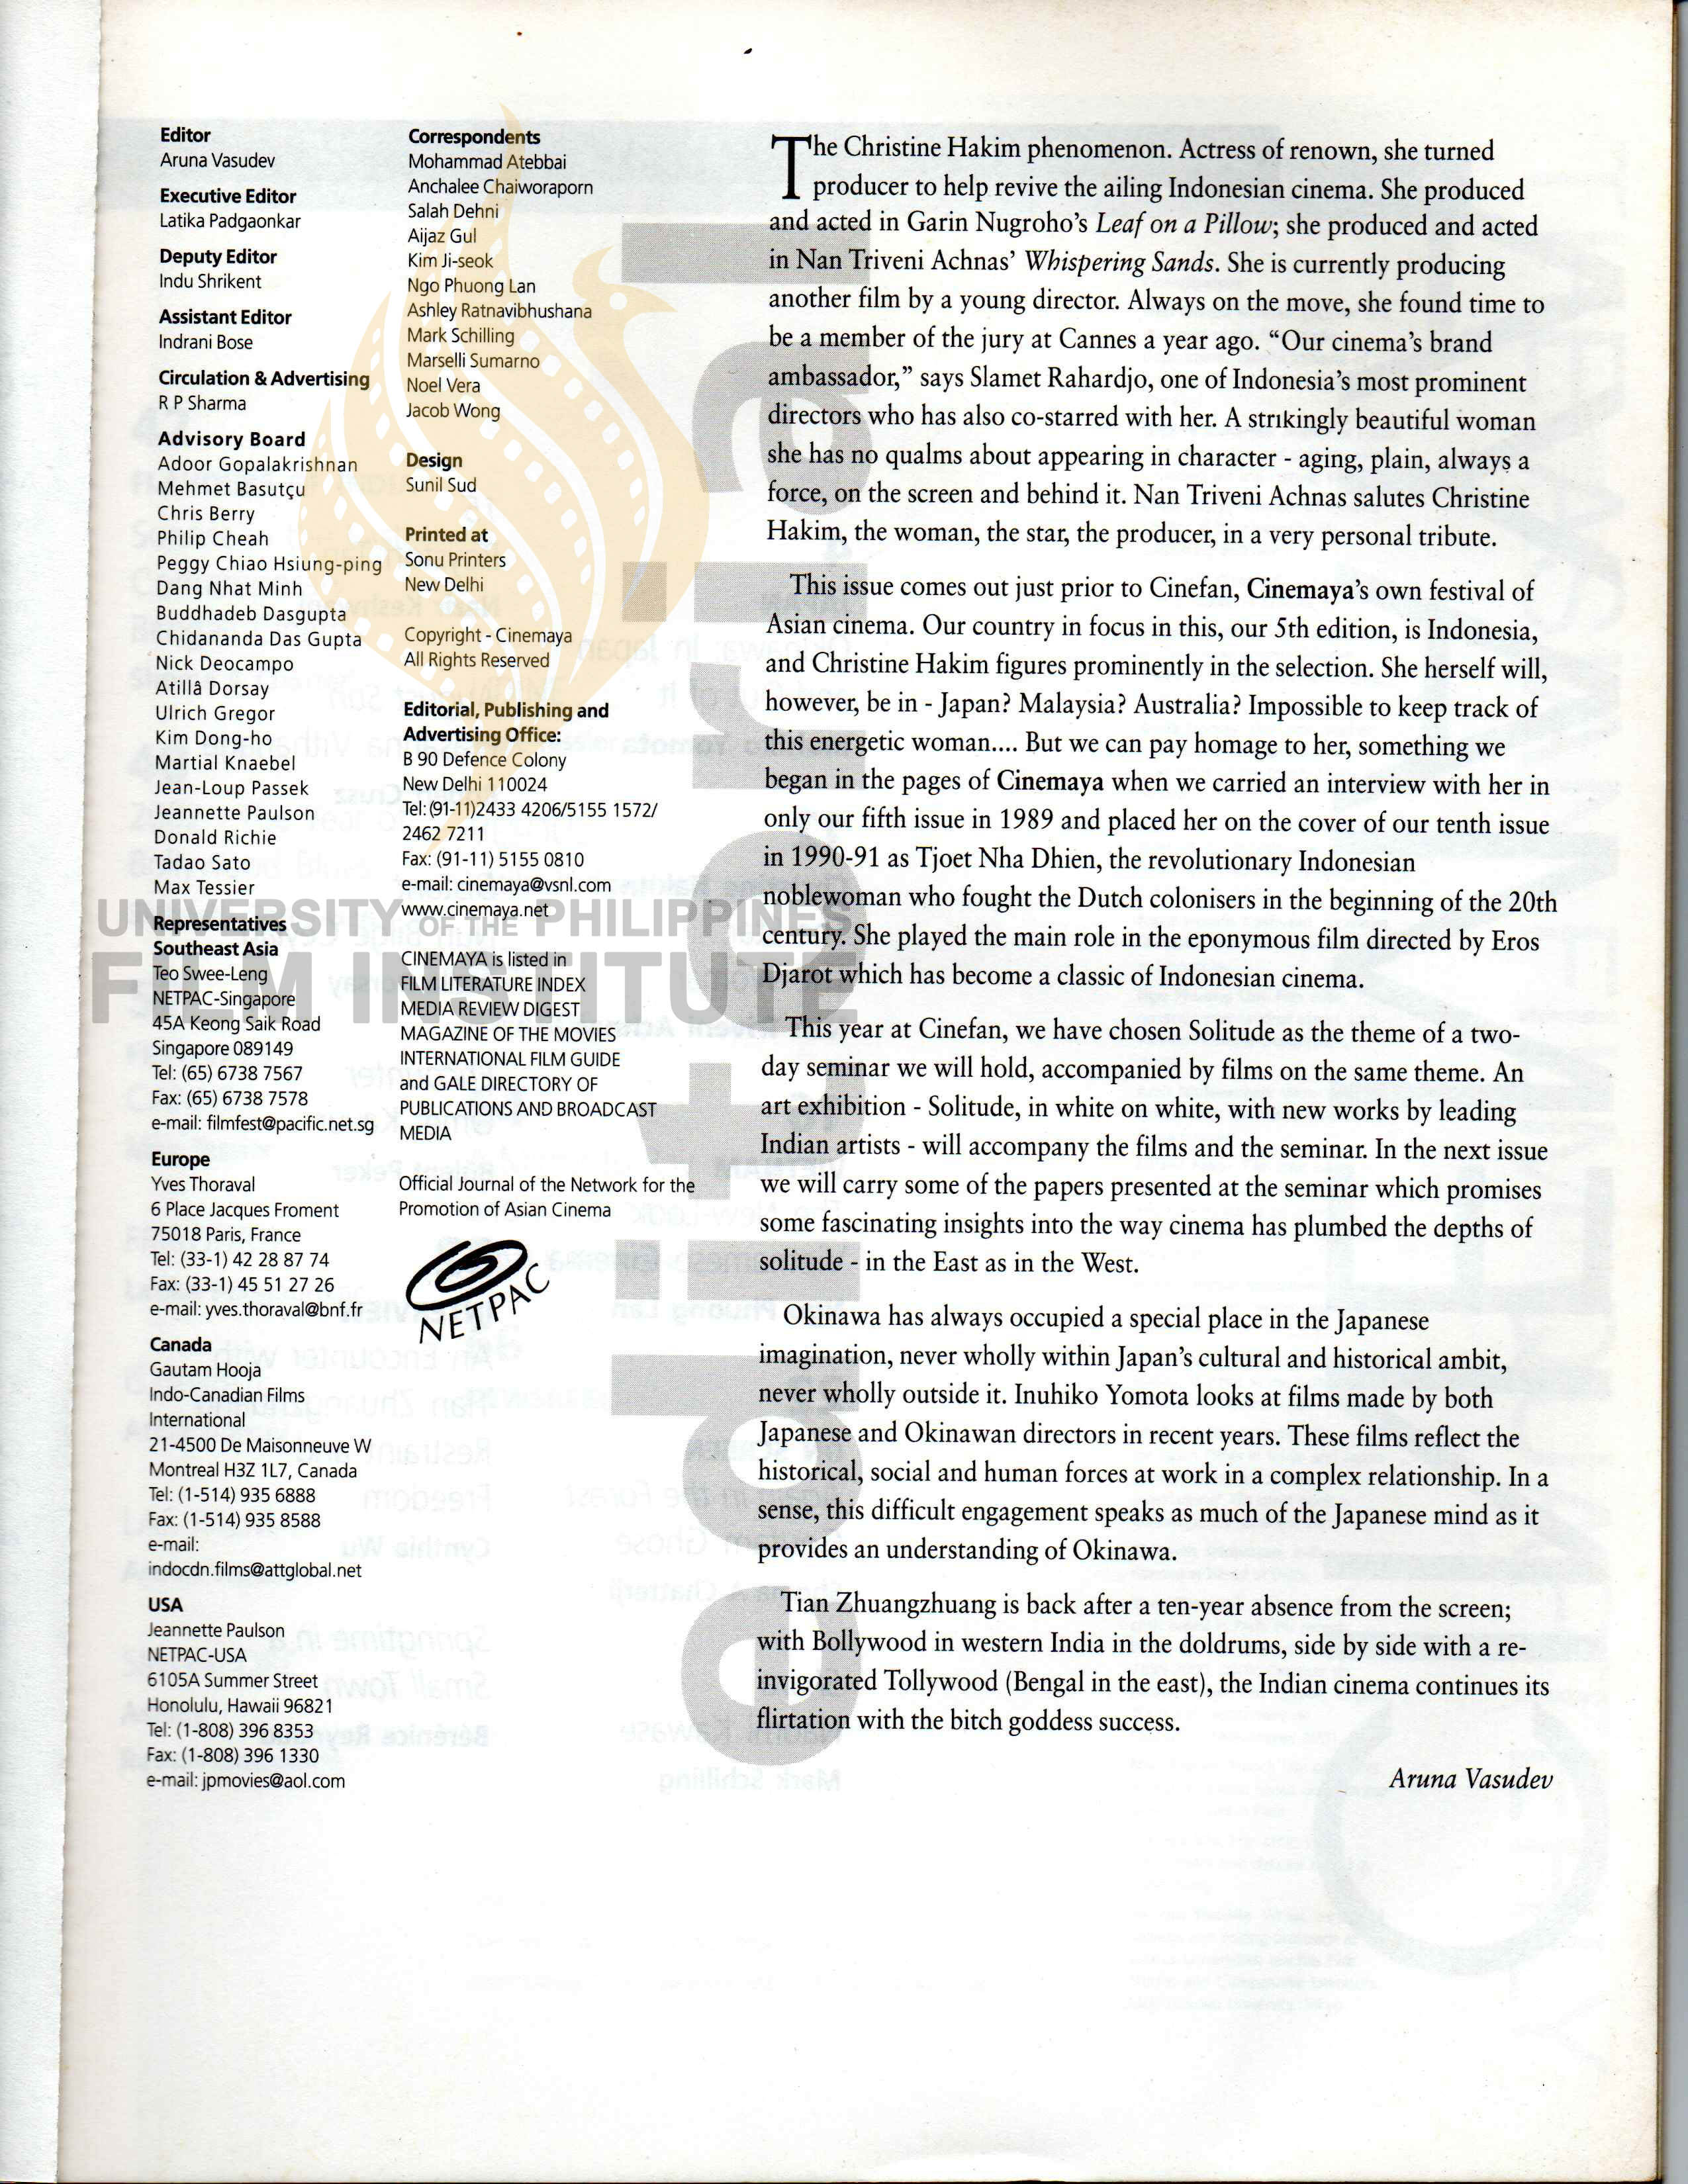 Editor
Aruna Vasudev
Executive Editor
Latika Padgaonkar
Deputy Editor
Indu Shrikent
Assistant Editor
Indrani Bose
Circulation & Advertising
R P Sharma
Advisory Board
Adoor Gopalakrishnan
Mehmet Basutçu
Chris Berry
Philip Cheah
Peggy Chiao Hsiung-ping
Dang Nhat Minh
Buddhadeb Dasgupta
Chidananda Das Gupta
Nick Deocampo
Atillâ Dorsay
Ulrich Gregor
Kim Dong-ho
Martial Knaebel
Jean-Loup Passek
Jeannette Paulson
Donald Richie
Tadao Sato
Max Tessier
Representatives
Southeast Asia
Teo Swee-Leng
NETPAC-Singapore
45A Keong Saik Road
Singapore 089149
Tel: (65) 6738 7567
Fax: (65) 6738 7578
e-mail: filmfest@pacific.net.sg
Europe
Yves Thoraval
6 Place Jacques Froment
75018 Paris, France
Tel: (33-1) 42 28 87 74
Fax: (33-1) 45 51 27 26
e-mail: yves.thoraval@bnf.fr
Canada
Gautam Hooja
Indo-Canadian Films
International
21-4500 De Maisonneuve W
Montreal H3Z 1L7, Canada
Tel: (1-514) 935 6888
Fax: (1-514) 935 8588
e-mail:
indocdn.films@attglobal.net
USA
Jeannette Paulson
NETPAC-USA
6105A Summer Street
Honolulu, Hawaii 96821
Tel: (1-808) 396 8353
Fax: (1-808) 396 1330
e-mail: jpmovies@aol.com
Correspondents
Mohammad Atebbai
Anchalee Chaiworaporn
Salah Dehni
Aijaz Gul
Kim Ji-seok
Ngo Phuong Lan
Ashley Ratnavibhushana
Mark Schilling
Marselli Sumarno
Noel Vera
Jacob Wong
Design
Sunil Sud
Printed at
Sonu Printers
New Delhi
Copyright - Cinemaya
All Rights Reserved
Editorial, Publishing and
Advertising Office:
B 90 Defence Colony
New Delhi 110024
Tel: (91-11)2433 4206/5155 1572/
2462 7211
Fax: (91-11) 5155 0810
e-mail: cinemaya@vsnl.com
www.cinemaya.net
CINEMAYA is listed in
FILM LITERATURE INDEX
MEDIA REVIEW DIGEST
MAGAZINE OF THE MOVIES
INTERNATIONAL FILM GUIDE
and GALE DIRECTORY OF
PUBLICATIONS AND BROADCAST
MEDIA
Official Journal of the Network for the
Promotion of Asian Cinema
NETPAC
UNIVERSITY OF THE PHILIPPINES
FILM INSTITUTE
editorial
The Christine Hakim phenomenon. Actress of renown, she turned
producer to help revive the ailing Indonesian cinema. She produced
and acted in Garin Nugroho's Leaf on a Pillow; she produced and acted
in Nan Triveni Achnas' Whispering Sands. She is currently producing
another film by a young director. Always on the move, she found time to
be a member of the jury at Cannes a year ago. "Our cinema's brand
ambassador," says Slamet Rahardjo, one of Indonesia's most prominent
directors who has also co-starred with her. A strikingly beautiful woman
she has no qualms about appearing in character - aging, plain, always a
force, on the screen and behind it. Nan Triveni Achnas salutes Christine
Hakim, the woman, the star, the producer, in a very personal tribute.
This issue comes out just prior to Cinefan, Cinemaya's own festival of
Asian cinema. Our country in focus in this, our 5th edition, is Indonesia,
and Christine Hakim figures prominently in the selection. She herself will,
however, be in - Japan? Malaysia? Australia? Impossible to keep track of
this energetic woman.... But we can pay homage to her, something we
began in the pages of Cinemaya when we carried an interview with her in
only our fifth issue in 1989 and placed her on the cover of our tenth issue
in 1990-91 as Tjoet Nha Dhien, the revolutionary Indonesian
noblewoman who fought the Dutch colonisers in the beginning of the 20th
century. She played the main role in the eponymous film directed by Eros
Djarot which has become a classic of Indonesian cinema.
This year at Cinefan, we have chosen Solitude as the theme of a two-
day seminar we will hold, accompanied by films on the same theme. An
art exhibition - Solitude, in white on white, with new works by leading
Indian artists - will accompany the films and the seminar. In the next issue
we will carry some of the papers presented at the seminar which promises
some fascinating insights into the way cinema has plumbed the depths of
solitude - in the East as in the West.
Okinawa has always occupied a special place in the Japanese
imagination, never wholly within Japan's cultural and historical ambit,
never wholly outside it. Inuhiko Yomota looks at films made by both
Japanese and Okinawan directors in recent years. These films reflect the
historical, social and human forces at work in a complex relationship. In a
sense, this difficult engagement speaks as much of the Japanese mind as it
provides an understanding of Okinawa.
Tian Zhuangzhuang is back after a ten-year absence from the screen;
with Bollywood in western India in the doldrums, side by side with a re-
invigorated Tollywood (Bengal in the east), the Indian cinema continues its
flirtation with the bitch goddess success.
Aruna Vasudev